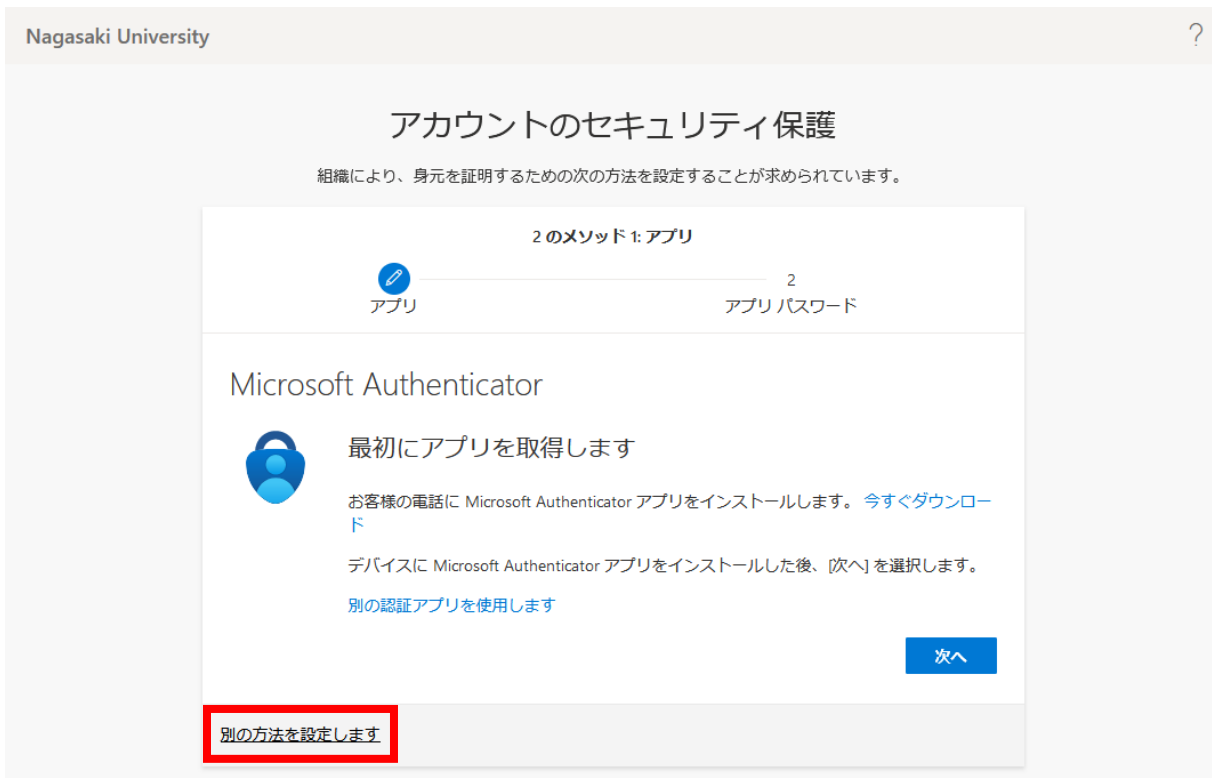 Nagasaki University
?
アカウントのセキュリティ保護
組織により、身元を証明するための次の方法を設定することが求められています。
2 のメソッド 1: アプリ
2
アプリ
アプリ パスワード
Microsoft Authenticator
最初にアプリを取得します
お客様の電話に Microsoft Authenticator アプリをインストールします。 今すぐダウンロー
ド
デバイスに Microsoft Authenticator アプリをインストールした後、[次へ] を選択します。
別の認証アプリを使用します
次へ
別の方法を設定します